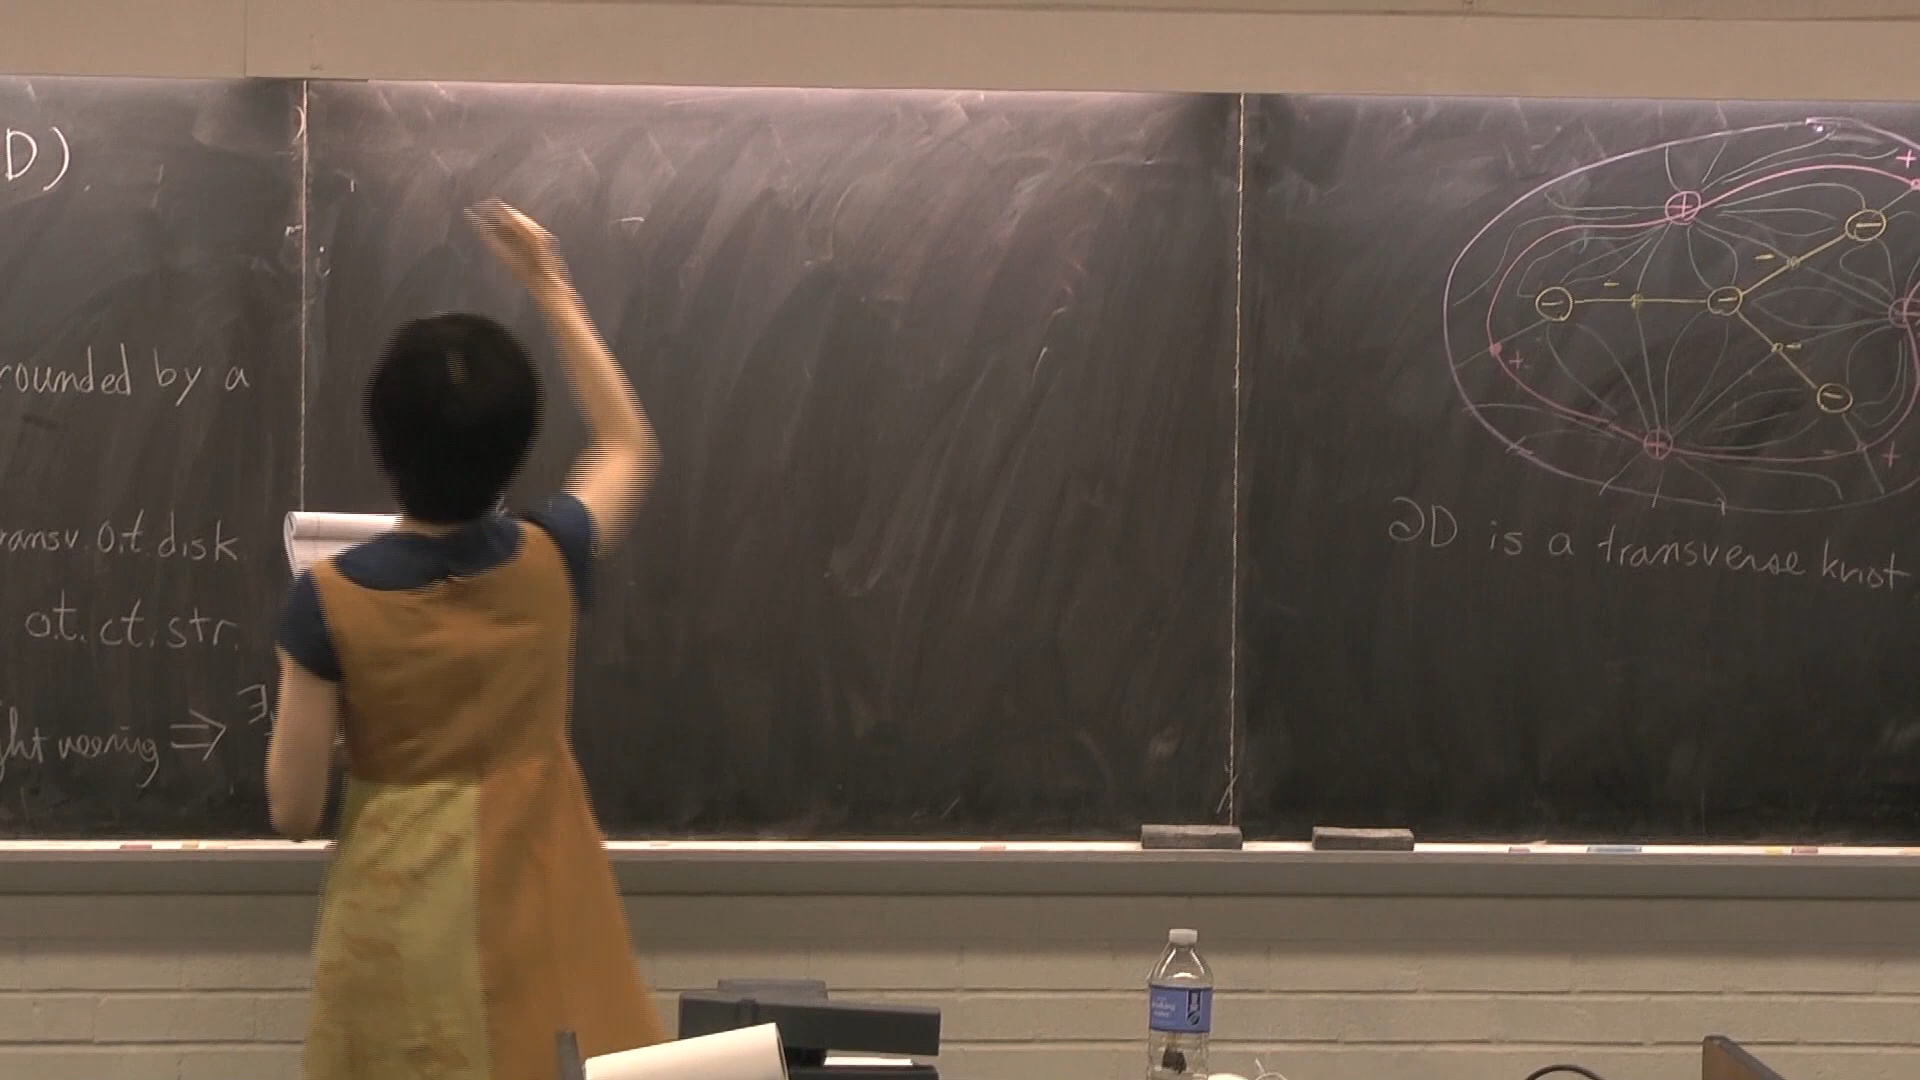 D).
rounded by a
ransv. o.t. disk
o.t. ct. str.
ght veering ⇒ ∃
+
+
−
−
−
−
−
−
+
+
+
+
∂D is a transverse knot